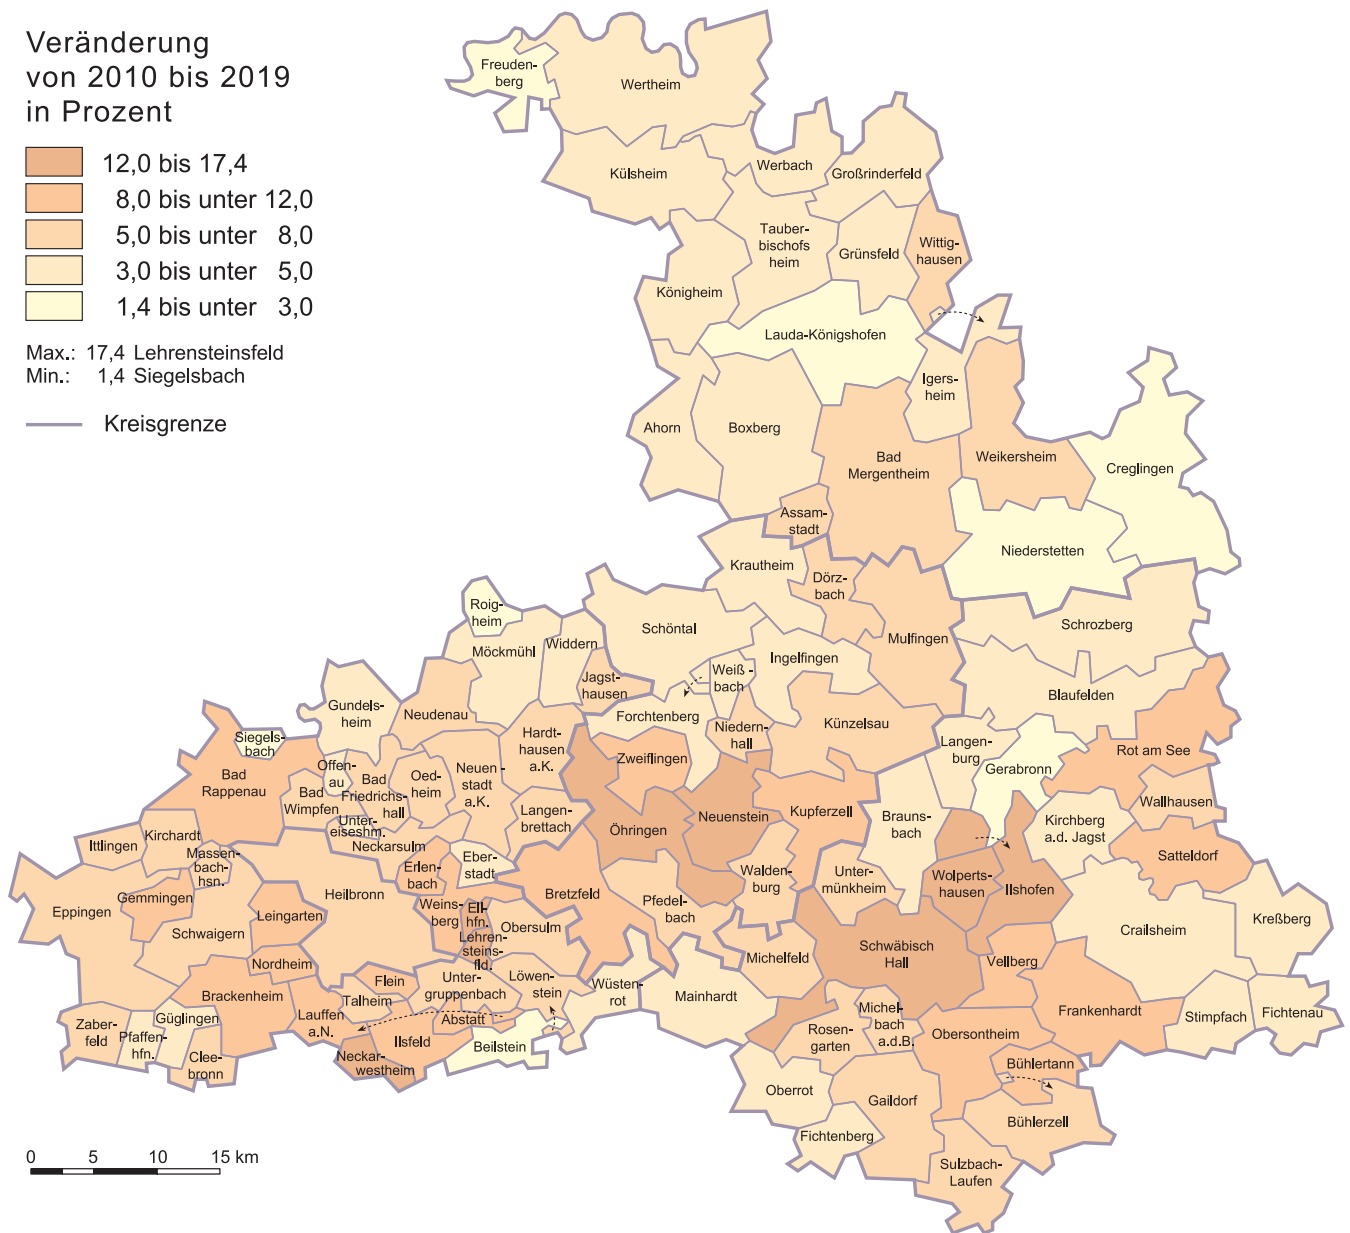 Veränderung
von 2010 bis 2019
in Prozent
12,0 bis 17,4
8,0 bis unter 12,0
5,0 bis unter 8,0
3,0 bis unter 5,0
1,4 bis unter 3,0
Max.: 17,4 Lehrensteinsfeld
Min.: 1,4 Siegelsbach
Kreisgrenze
Freuden-
berg
Wertheim
Külsheim
Werbach
Großrinderfeld
Tauber-
bischofs
heim
Grünsfeld
Wittig-
hausen
Königheim
Lauda-Königshofen
Igers-
heim
Ahorn
Boxberg
Bad
Mergentheim
Weikersheim
Creglingen
Assam-
stadt
Niederstetten
Krautheim
Dörz-
bach
Mulfingen
Schrozberg
Roig-
heim
Möckmühl
Widdern
Schöntal
Ingelfingen
Weiß -
bach
Jagst-
hausen
Blaufelden
Gundels-
heim
Neudenau
Forchtenberg
Niedern-
hall
Künzelsau
Siegels-
bach
Hardt-
hausen
a.K.
Zweiflingen
Langen-
burg
Gerabronn
Rot am See
Bad
Rappenau
Offen-
au
Bad
Friedrichs-
hall
Oed-
heim
Neuen-
stadt
a.K.
Bad
Wimpfen
Langen-
brettach
Öhringen
Neuenstein
Kupferzell
Brauns-
bach
Kirchberg
a.d. Jagst
Wallhausen
Kirchardt
Unter-
eiseshm.
Neckarsulm
Ittlingen
Massen-
bach-
hsn.
Erlen-
bach
Eber-
stadt
Satteldorf
Walden-
burg
Unter-
münkheim
Wolperts-
hausen
Ilshofen
Eppingen
Gemmingen
Heilbronn
Bretzfeld
Pfedel-
bach
Leingarten
Weins-
berg
Ell-
hfn.
Obersulm
Schwaigern
Lehren-
steins-
fld.
Kreßberg
Crailsheim
Schwäbisch
Hall
Michelfeld
Vellberg
Nordheim
Flein
Unter-
gruppenbach
Löwen-
stein
Wüsten-
rot
Mainhardt
Brackenheim
Talheim
Lauffen
a.N.
Abstatt
Frankenhardt
Stimpfach
Fichtenau
Zaber-
feld
Pfaffen-
hfn.
Güglingen
Clee-
bronn
Ilsfeld
Beilstein
Neckar-
westheim
Rosen-
garten
Michel-
bach
a.d.B.
Obersontheim
Bühlertann
Oberrot
Gaildorf
Bühlerzell
Fichtenberg
Sulzbach-
Laufen
0 5 10 15 km